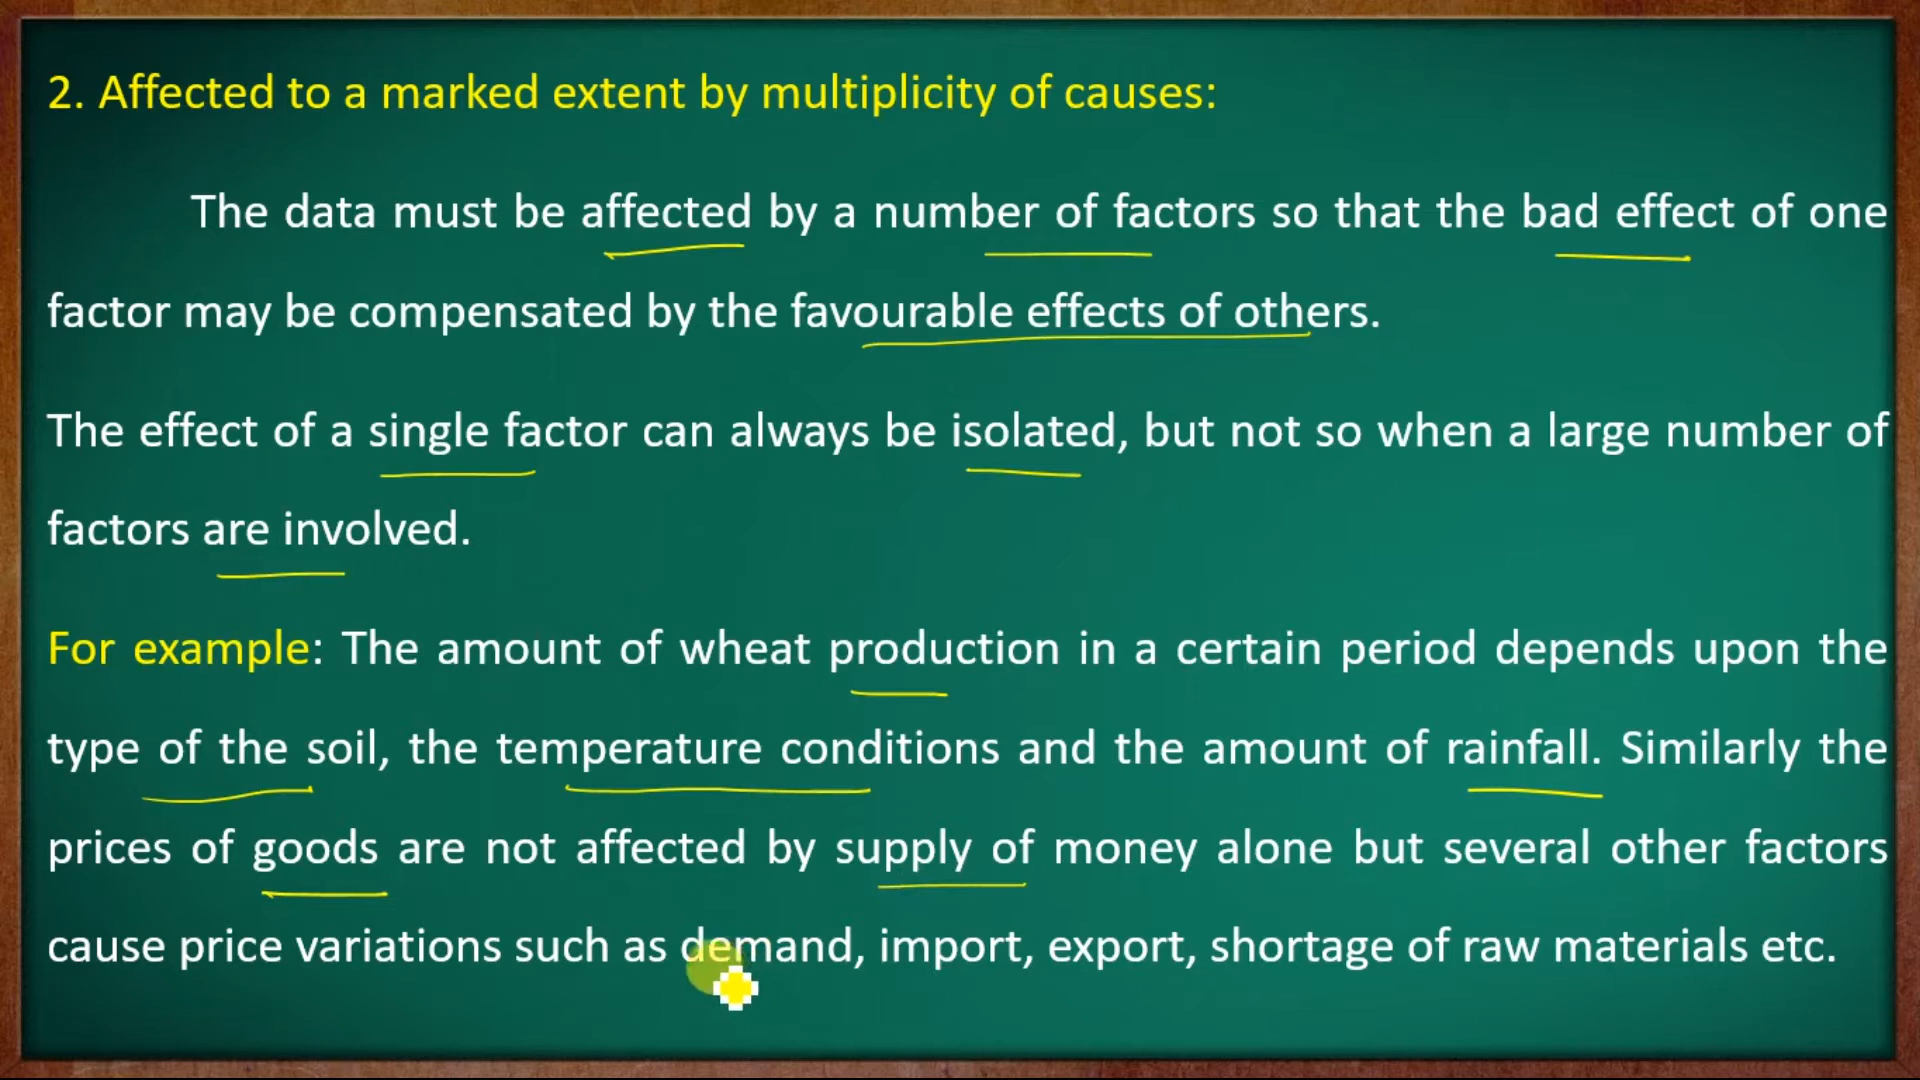 2. Affected to a marked extent by multiplicity of causes:
The data must be affected by a number of factors so that the bad effect of one
factor may be compensated by the favourable effects of others.
The effect of a single factor can always be isolated, but not so when a large number of
factors are involved.
For example: The amount of wheat production in a certain period depends upon the
type of the soil, the temperature conditions and the amount of rainfall. Similarly the
prices of goods are not affected by supply of money alone but several other factors
cause price variations such as demand, import, export, shortage of raw materials etc.